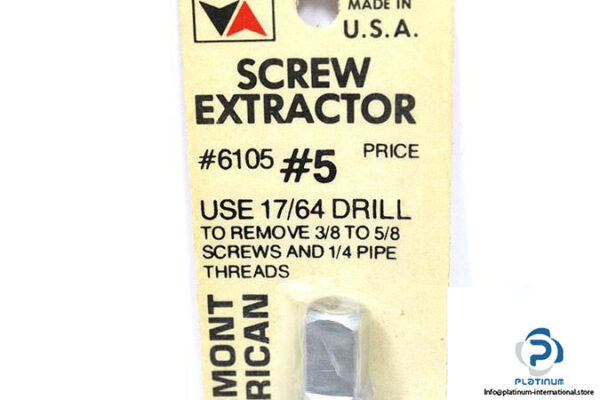 MADE IN
U.S.A.
SCREW
EXTRACTOR
#6105 #5 PRICE
USE 17/64 DRILL
TO REMOVE 3/8 TO 5/8
SCREWS AND 1/4 PIPE
THREADS
MONT
RICAN
PLATINUM
Info@platinum-international.store